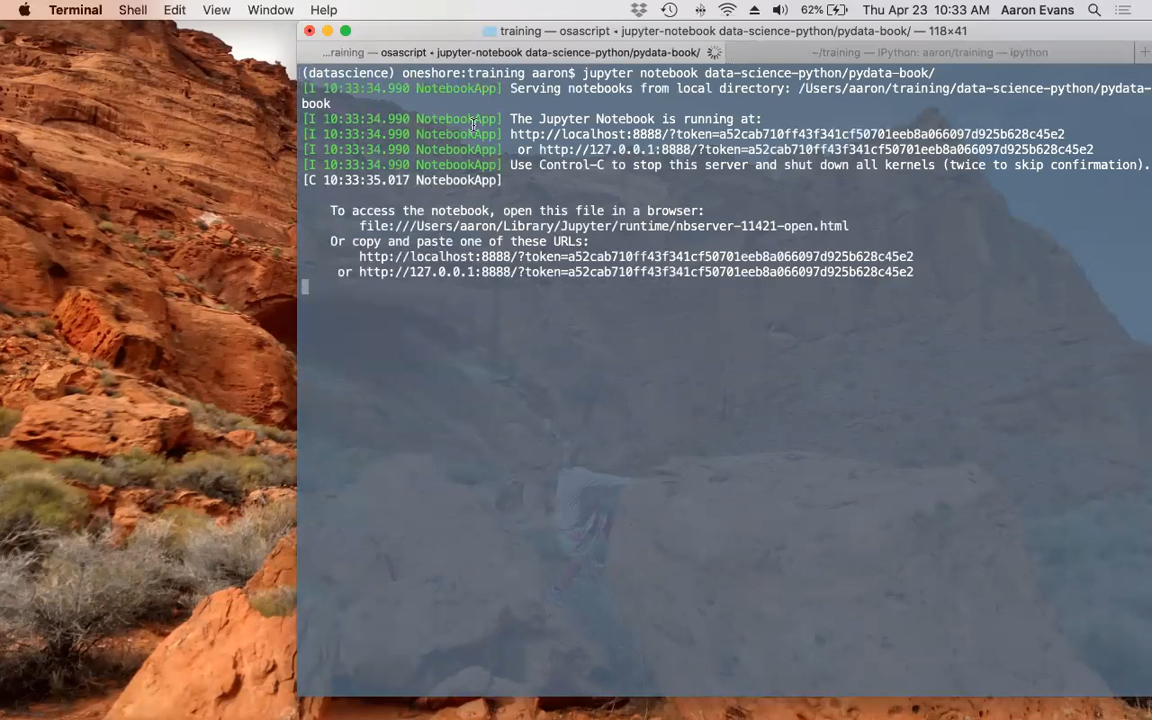 Terminal Shell Edit View Window Help 62% Thu Apr 23 10:33 AM Aaron Evans
training — osascript • jupyter-notebook data-science-python/pydata-book/ — 118×41
...raining — osascript • jupyter-notebook data-science-python/pydata-book/ ~/training — IPython: aaron/training — ipython
(datascience) oneshore:training aaron$ jupyter notebook data-science-python/pydata-book/
[I 10:33:34.990 NotebookApp] Serving notebooks from local directory: /Users/aaron/training/data-science-python/pydata-
book
[I 10:33:34.990 NotebookApp] The Jupyter Notebook is running at:
[I 10:33:34.990 NotebookApp] http://localhost:8888/?token=a52cab710ff43f341cf50701eeb8a066097d925b628c45e2
[I 10:33:34.990 NotebookApp]  or http://127.0.0.1:8888/?token=a52cab710ff43f341cf50701eeb8a066097d925b628c45e2
[I 10:33:34.990 NotebookApp] Use Control-C to stop this server and shut down all kernels (twice to skip confirmation).
[C 10:33:35.017 NotebookApp]
To access the notebook, open this file in a browser:
file:///Users/aaron/Library/Jupyter/runtime/nbserver-11421-open.html
Or copy and paste one of these URLs:
http://localhost:8888/?token=a52cab710ff43f341cf50701eeb8a066097d925b628c45e2
or http://127.0.0.1:8888/?token=a52cab710ff43f341cf50701eeb8a066097d925b628c45e2